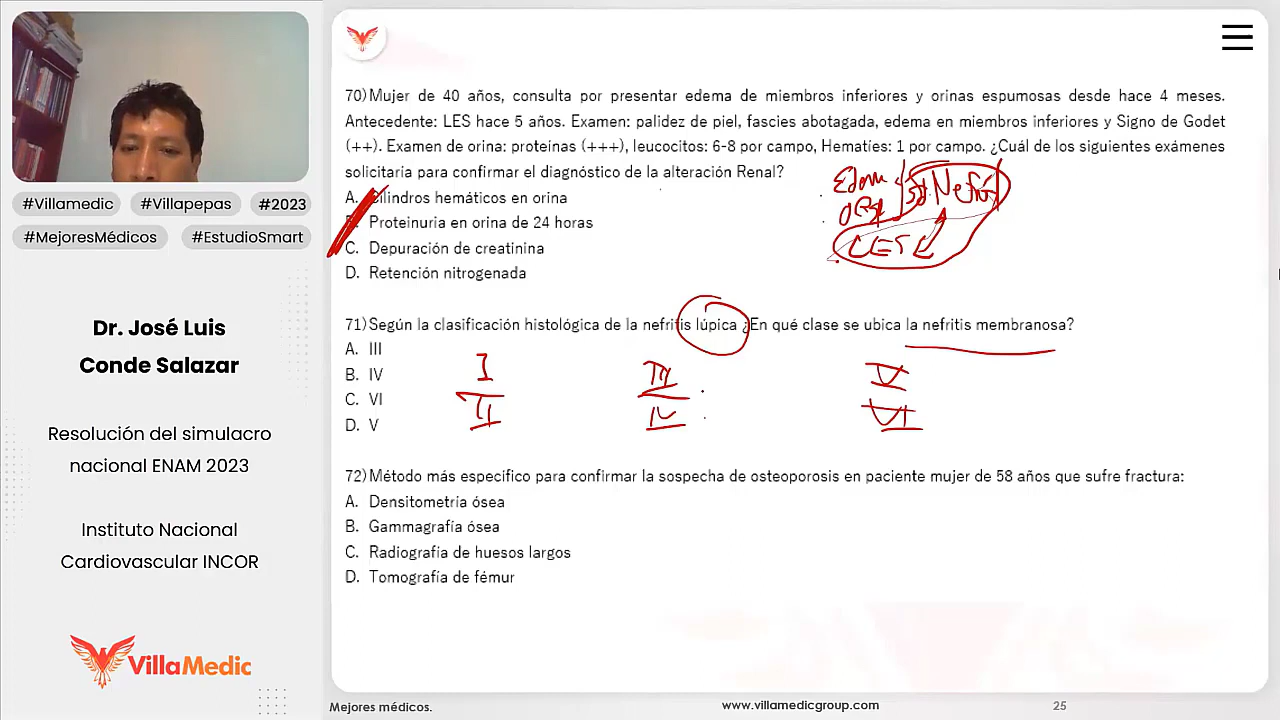 #Villamedic #Villapepas #2023
#MejoresMédicos #EstudioSmart
Dr. José Luis
Conde Salazar
Resolución del simulacro
nacional ENAM 2023
Instituto Nacional
Cardiovascular INCOR
VillaMedic
70) Mujer de 40 años, consulta por presentar edema de miembros inferiores y orinas espumosas desde hace 4 meses.
Antecedente: LES hace 5 años. Examen: palidez de piel, fascies abotagada, edema en miembros inferiores y Signo de Godet
(++). Examen de orina: proteínas (+++), leucocitos: 6-8 por campo, Hematíes: 1 por campo. ¿Cuál de los siguientes exámenes
solicitaría para confirmar el diagnóstico de la alteración Renal?
A. Cilindros hemáticos en orina
B. Proteinuria en orina de 24 horas
C. Depuración de creatinina
D. Retención nitrogenada
Edem
71) Según la clasificación histológica de la nefritis lúpica ¿En qué clase se ubica la nefritis membranosa?
A. III
B. IV
C. VI
D. V
I III V
II IV VI
72) Método más específico para confirmar la sospecha de osteoporosis en paciente mujer de 58 años que sufre fractura:
A. Densitometría ósea
B. Gammagrafía ósea
C. Radiografía de huesos largos
D. Tomografía de fémur
Mejores médicos. www.villamedicgroup.com 25